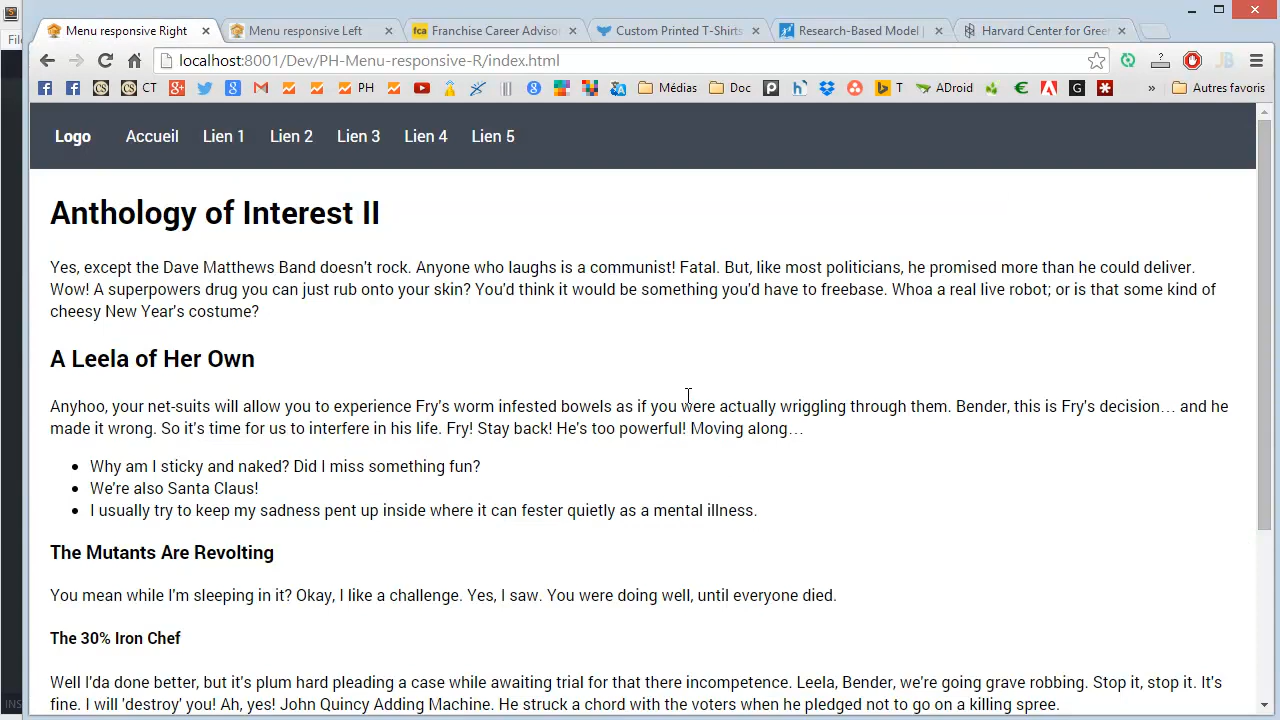 Menu responsive Right
Menu responsive Left
fca Franchise Career Adviso
Custom Printed T-Shirts
Research-Based Model
Harvard Center for Gree
Fil
localhost:8001/Dev/PH-Menu-responsive-R/index.html
CT
PH
Médias
Doc
T
ADroid
Autres favoris
Logo Accueil Lien 1 Lien 2 Lien 3 Lien 4 Lien 5
Anthology of Interest II
Yes, except the Dave Matthews Band doesn't rock. Anyone who laughs is a communist! Fatal. But, like most politicians, he promised more than he could deliver.
Wow! A superpowers drug you can just rub onto your skin? You'd think it would be something you'd have to freebase. Whoa a real live robot; or is that some kind of
cheesy New Year's costume?
A Leela of Her Own
Anyhoo, your net-suits will allow you to experience Fry's worm infested bowels as if you were actually wriggling through them. Bender, this is Fry's decision… and he
made it wrong. So it's time for us to interfere in his life. Fry! Stay back! He's too powerful! Moving along…
Why am I sticky and naked? Did I miss something fun?
We're also Santa Claus!
I usually try to keep my sadness pent up inside where it can fester quietly as a mental illness.
The Mutants Are Revolting
You mean while I'm sleeping in it? Okay, I like a challenge. Yes, I saw. You were doing well, until everyone died.
The 30% Iron Chef
Well I'da done better, but it's plum hard pleading a case while awaiting trial for that there incompetence. Leela, Bender, we're going grave robbing. Stop it, stop it. It's
fine. I will 'destroy' you! Ah, yes! John Quincy Adding Machine. He struck a chord with the voters when he pledged not to go on a killing spree.
INS